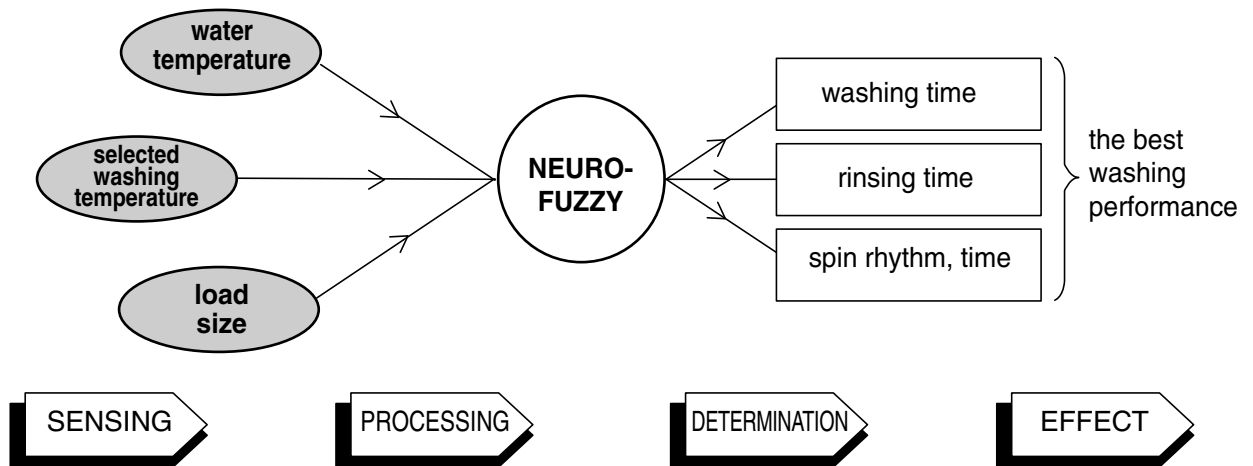 water
temperature
selected
washing
temperature
load
size
NEURO-
FUZZY
washing time
rinsing time
spin rhythm, time
the best
washing
performance
SENSING
PROCESSING
DETERMINATION
EFFECT